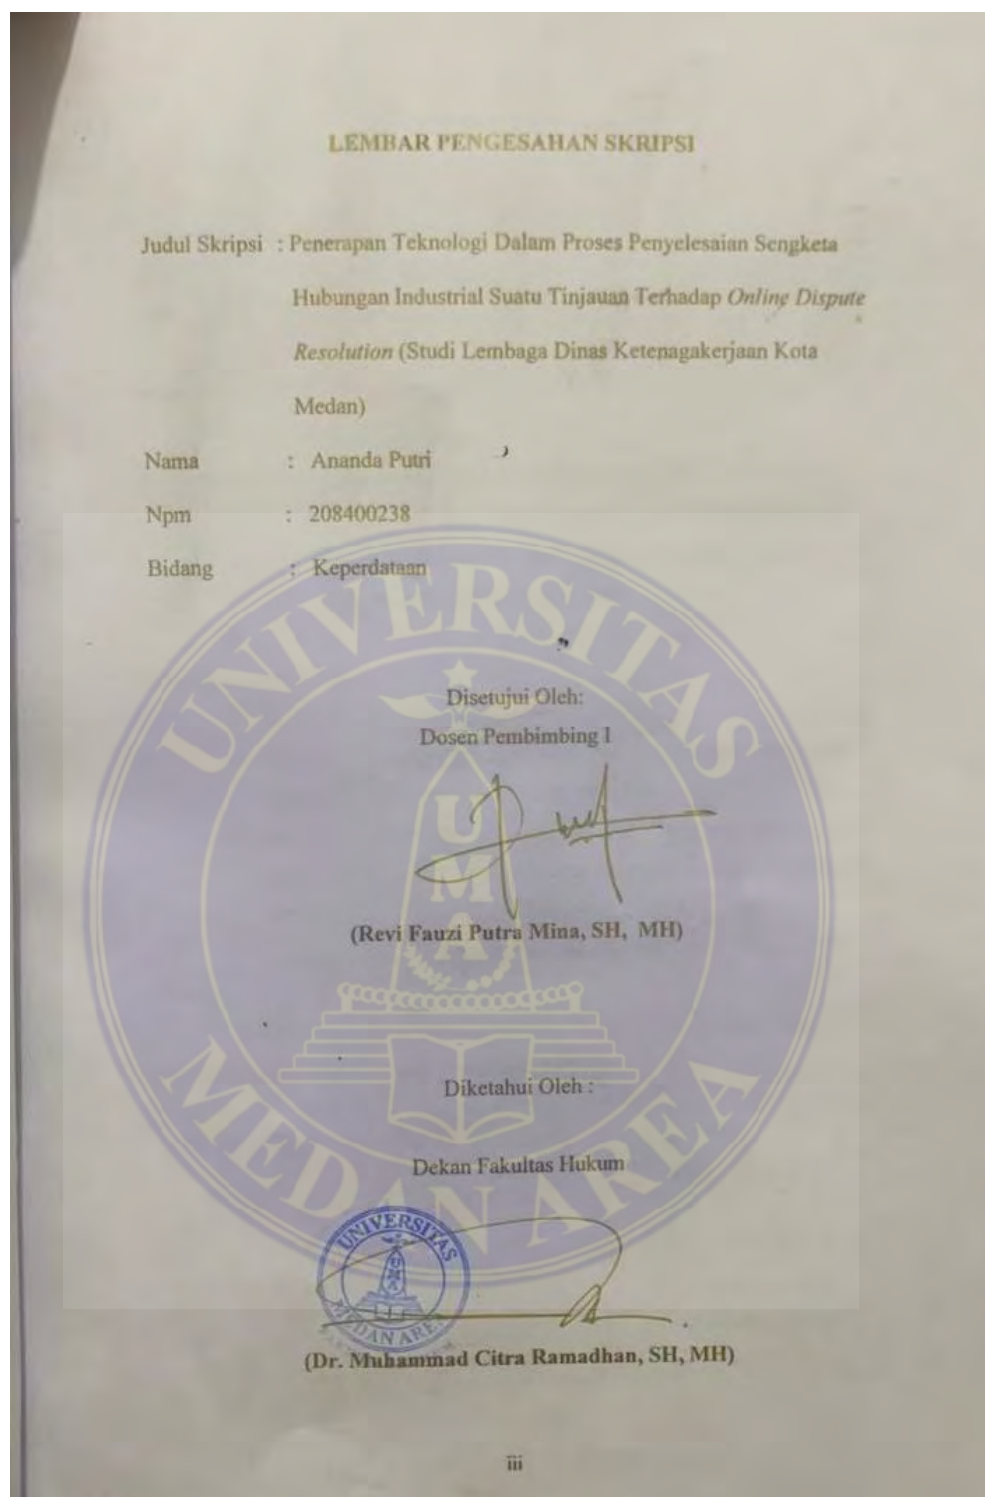 LEMBAR PENGESAHAN SKRIPSI
Judul Skripsi : Penerapan Teknologi Dalam Proses Penyelesaian Sengketa
Hubungan Industrial Suatu Tinjauan Terhadap Online Dispute
Resolution (Studi Lembaga Dinas Ketenagakerjaan Kota
Medan)
Nama : Ananda Putri
Npm : 208400238
Bidang : Keperdataan
UNIVERSITAS
Disetujui Oleh:
Dosen Pembimbing I
UMA
(Revi Fauzi Putra Mina, SH, MH)
MEDAN AREA
Diketahui Oleh :
Dekan Fakultas Hukum
UNIVERSITAS
UMA
MEDAN AREA
(Dr. Muhammad Citra Ramadhan, SH, MH)
iii